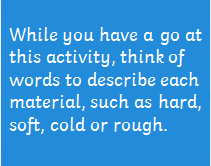 While you have a go at
this activity, think of
words to describe each
material, such as hard,
soft, cold or rough.